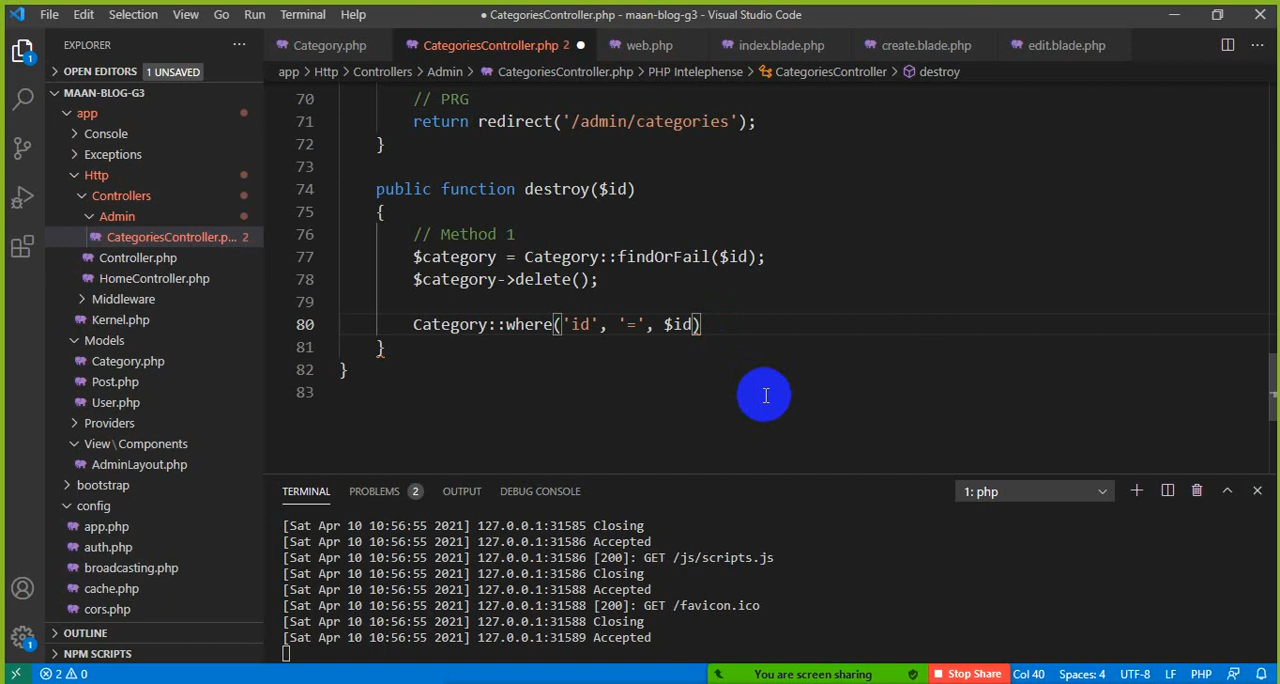 File Edit Selection View Go Run Terminal Help ● CategoriesController.php - maan-blog-g3 - Visual Studio Code
EXPLORER
Category.php CategoriesController.php 2 web.php index.blade.php create.blade.php edit.blade.php
OPEN EDITORS 1 UNSAVED
app > Http > Controllers > Admin > CategoriesController.php > PHP Intelephense > CategoriesController > destroy
MAAN-BLOG-G3
app
Console
Exceptions
Http
Controllers
Admin
CategoriesController.p... 2
Controller.php
HomeController.php
Middleware
Kernel.php
Models
Category.php
Post.php
User.php
Providers
View\Components
AdminLayout.php
bootstrap
config
app.php
auth.php
broadcasting.php
cache.php
cors.php
OUTLINE
NPM SCRIPTS
70 // PRG
71 return redirect('/admin/categories');
72 }
73
74 public function destroy($id)
75 {
76 // Method 1
77 $category = Category::findOrFail($id);
78 $category->delete();
79
80 Category::where('id', '=', $id)
81 }
82 }
83
TERMINAL PROBLEMS 2 OUTPUT DEBUG CONSOLE 1: php
[Sat Apr 10 10:56:55 2021] 127.0.0.1:31585 Closing
[Sat Apr 10 10:56:55 2021] 127.0.0.1:31586 Accepted
[Sat Apr 10 10:56:55 2021] 127.0.0.1:31586 [200]: GET /js/scripts.js
[Sat Apr 10 10:56:55 2021] 127.0.0.1:31586 Closing
[Sat Apr 10 10:56:55 2021] 127.0.0.1:31588 Accepted
[Sat Apr 10 10:56:55 2021] 127.0.0.1:31588 [200]: GET /favicon.ico
[Sat Apr 10 10:56:55 2021] 127.0.0.1:31588 Closing
[Sat Apr 10 10:56:55 2021] 127.0.0.1:31589 Accepted
2 0 You are screen sharing Stop Share Col 40 Spaces: 4 UTF-8 LF PHP